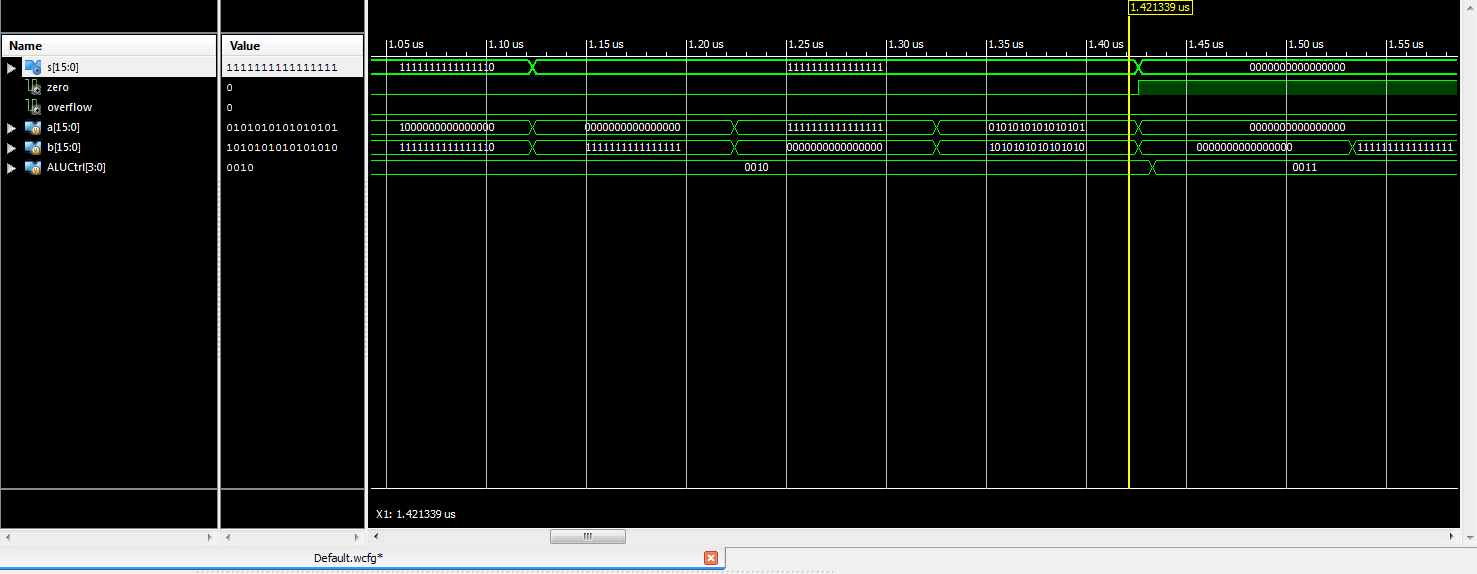 1.421339 us
Name Value
1.05 us 1.10 us 1.15 us 1.20 us 1.25 us 1.30 us 1.35 us 1.40 us 1.45 us 1.50 us 1.55 us
s[15:0] 1111111111111111 1111111111111110 1111111111111111 0000000000000000
zero 0
overflow 0
a[15:0] 0101010101010101 1000000000000000 0000000000000000 1111111111111111 0101010101010101 0000000000000000
b[15:0] 1010101010101010 1111111111111110 1111111111111111 0000000000000000 1010101010101010 0000000000000000 1111111111111111
ALUCtrl[3:0] 0010 0010 0011
X1: 1.421339 us
Default.wcfg*